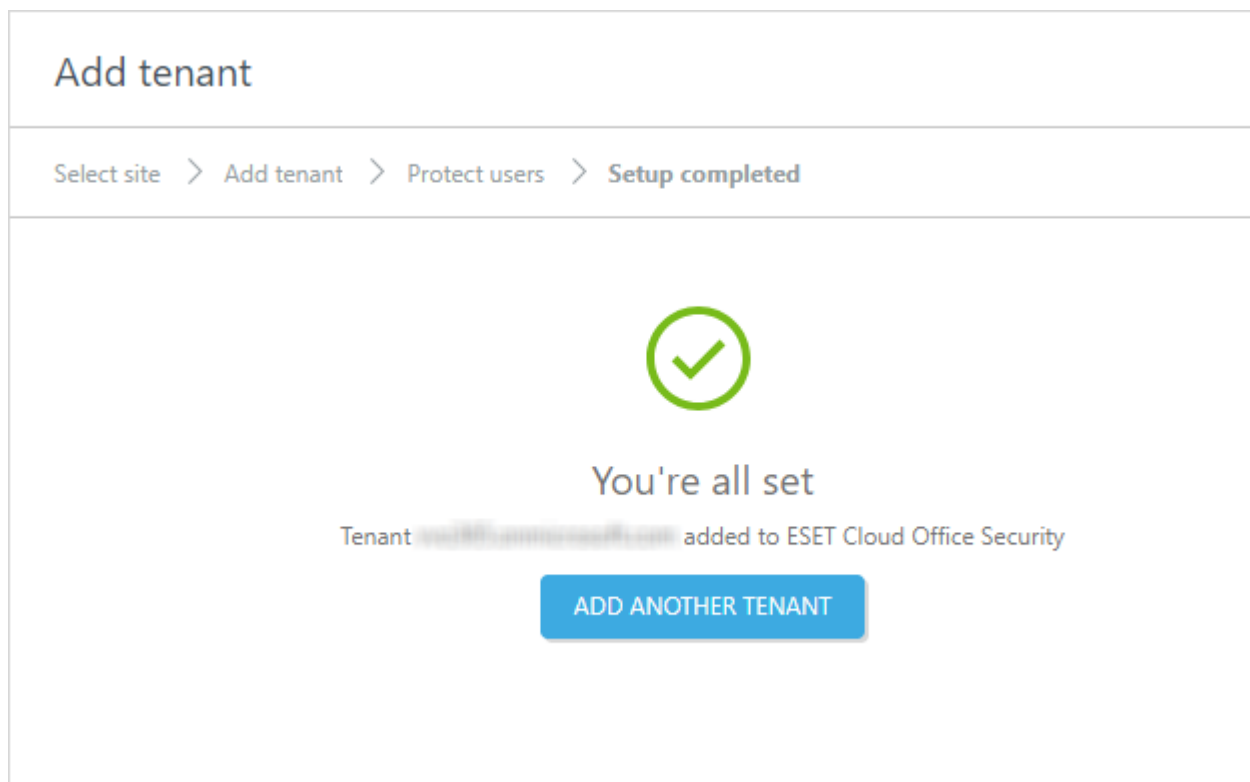 Add tenant
Select site > Add tenant > Protect users > Setup completed
You're all set
Tenant added to ESET Cloud Office Security
ADD ANOTHER TENANT